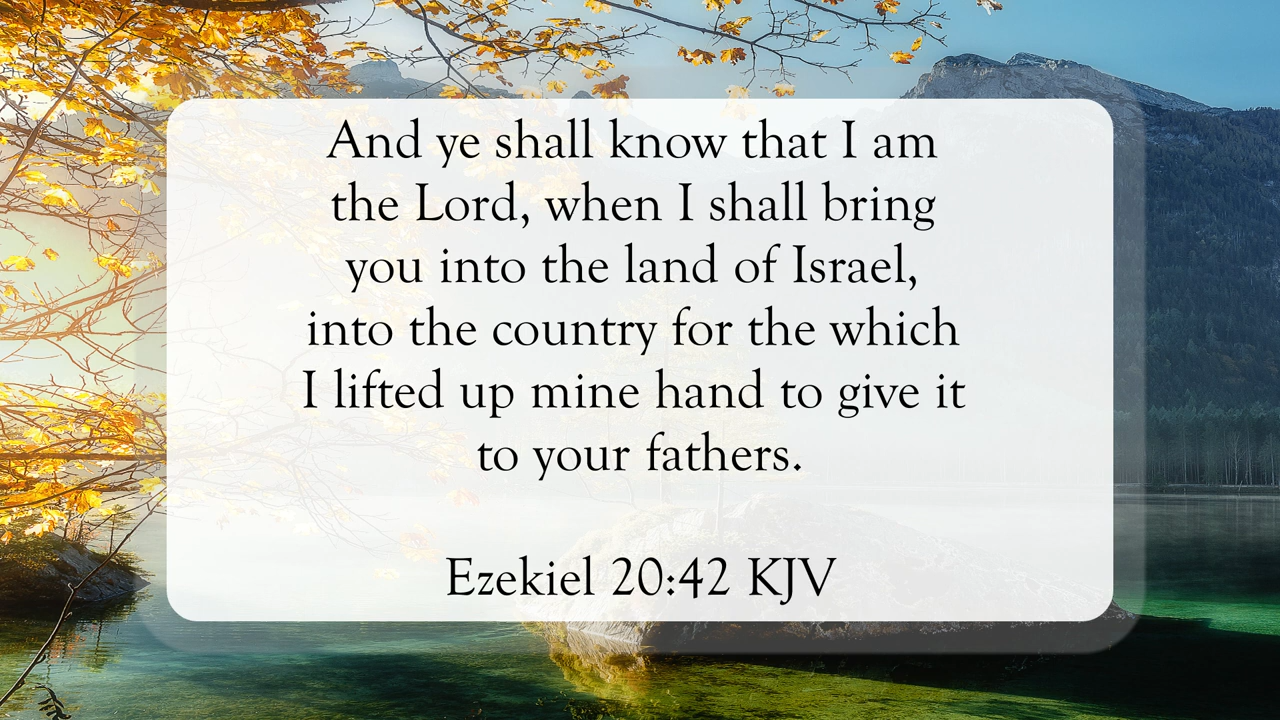 And ye shall know that I am
the Lord, when I shall bring
you into the land of Israel,
into the country for the which
I lifted up mine hand to give it
to your fathers.
Ezekiel 20:42 KJV